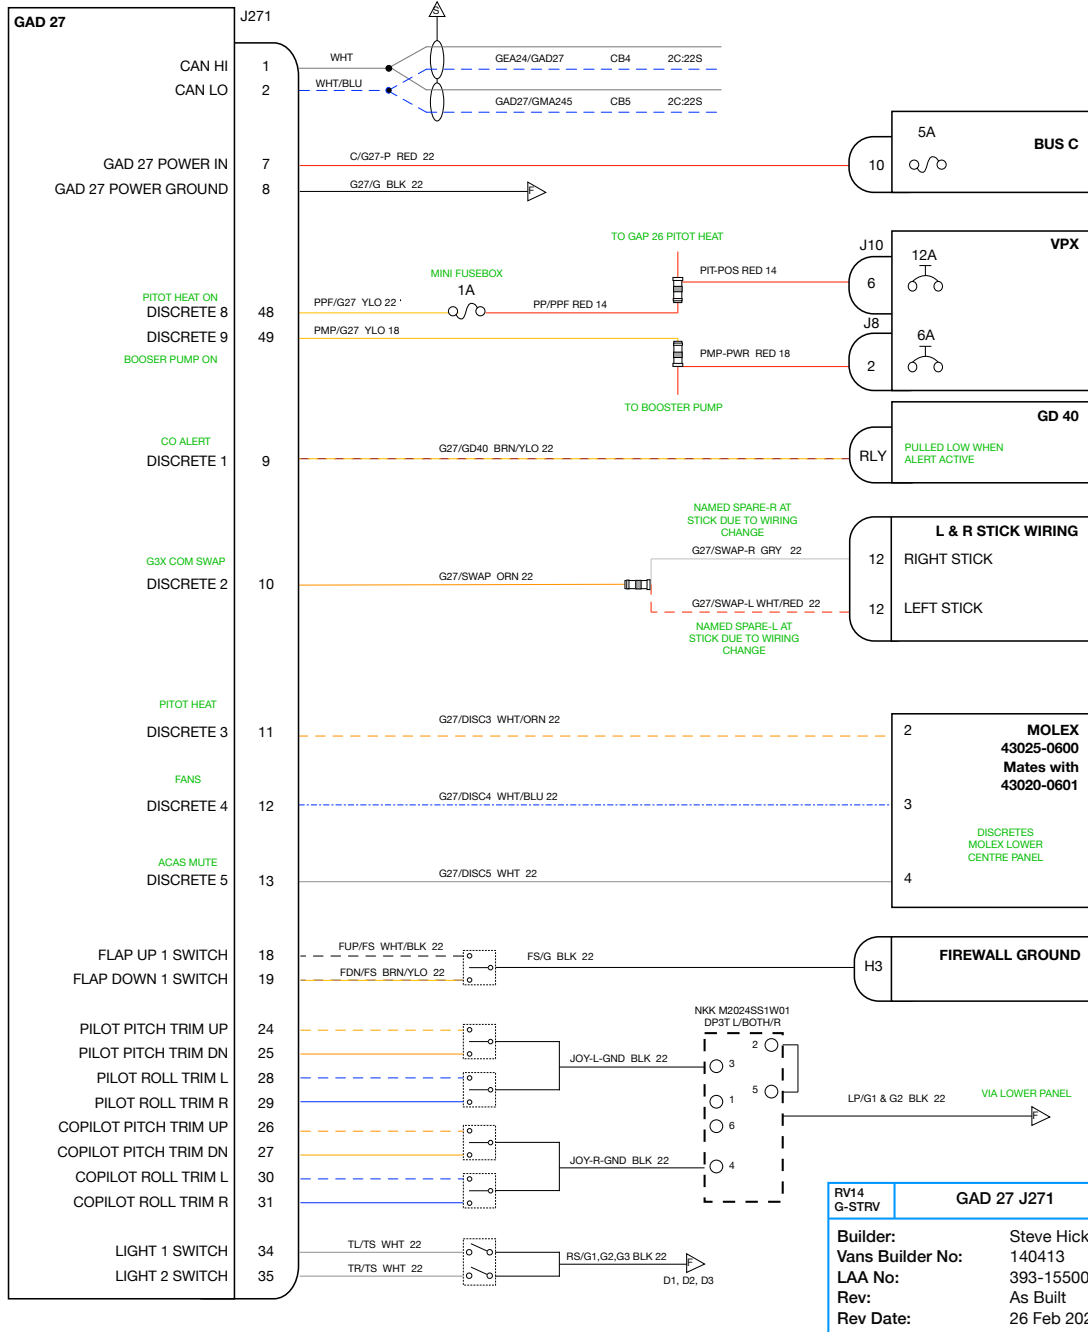 GAD 27
J271
S
CAN HI 1 WHT
GEA24/GAD27 CB4 2C:22S
CAN LO 2 WHT/BLU
GAD27/GMA245 CB5 2C:22S
5A
BUS C
GAD 27 POWER IN 7 C/G27-P RED 22 10
GAD 27 POWER GROUND 8 G27/G BLK 22 F
TO GAP 26 PITOT HEAT
J10
VPX
12A
PIT-POS RED 14
6
MINI FUSEBOX
1A
PITOT HEAT ON
DISCRETE 8 48 PPF/G27 YLO 22 '
PP/PPF RED 14
J8
DISCRETE 9 49 PMP/G27 YLO 18
6A
BOOSER PUMP ON
PMP-PWR RED 18
2
TO BOOSTER PUMP
GD 40
CO ALERT
DISCRETE 1 9 G27/GD40 BRN/YLO 22
RLY
PULLED LOW WHEN
ALERT ACTIVE
NAMED SPARE-R AT
STICK DUE TO WIRING
CHANGE
L & R STICK WIRING
G27/SWAP-R GRY 22
12 RIGHT STICK
G3X COM SWAP
DISCRETE 2 10 G27/SWAP ORN 22
G27/SWAP-L WHT/RED 22
12 LEFT STICK
NAMED SPARE-L AT
STICK DUE TO WIRING
CHANGE
PITOT HEAT
DISCRETE 3 11 G27/DISC3 WHT/ORN 22
2
MOLEX
43025-0600
Mates with
43020-0601
FANS
DISCRETE 4 12 G27/DISC4 WHT/BLU 22
3
DISCRETES
MOLEX LOWER
CENTRE PANEL
ACAS MUTE
DISCRETE 5 13 G27/DISC5 WHT 22
4
FLAP UP 1 SWITCH 18 FUP/FS WHT/BLK 22
FS/G BLK 22
H3
FIREWALL GROUND
FLAP DOWN 1 SWITCH 19 FDN/FS BRN/YLO 22
NKK M2024SS1W01
DP3T L/BOTH/R
PILOT PITCH TRIM UP 24
2
PILOT PITCH TRIM DN 25
JOY-L-GND BLK 22
3
PILOT ROLL TRIM L 28
5
PILOT ROLL TRIM R 29
1
LP/G1 & G2 BLK 22
VIA LOWER PANEL
F
COPILOT PITCH TRIM UP 26
6
COPILOT PITCH TRIM DN 27
JOY-R-GND BLK 22
4
COPILOT ROLL TRIM L 30
COPILOT ROLL TRIM R 31
LIGHT 1 SWITCH 34 TL/TS WHT 22
RS/G1,G2,G3 BLK 22
F
D1, D2, D3
LIGHT 2 SWITCH 35 TR/TS WHT 22
RV14
G-STRV
GAD 27 J271
Builder: Steve Hick
Vans Builder No: 140413
LAA No: 393-15500
Rev: As Built
Rev Date: 26 Feb 202